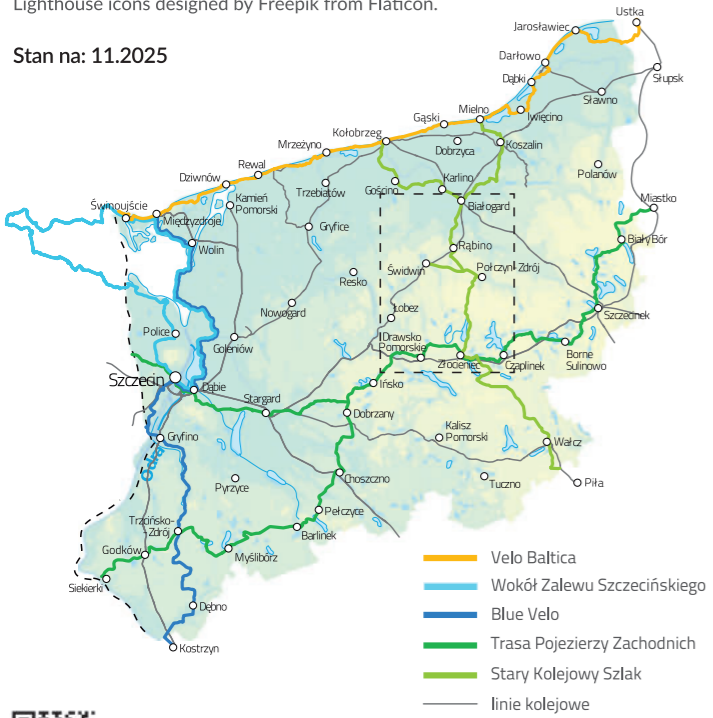 Lighthouse icons designed by Freepik from Flaticon.
Stan na: 11.2025
Ustka
Jarosławiec
Darłowo
Słupsk
Dąbki
Sławno
Mielno
Iwięcino
Gąski
Kołobrzeg
Koszalin
Dobrzyca
Mrzeżyno
Polanów
Rewal
Karlino
Gościno
Dziwnów
Trzebiatów
Miastko
Kamień
Pomorski
Białogard
Świnoujście
Międzyzdroje
Gryfice
Biały Bór
Wolin
Rąbino
Świdwin
Połczyn-Zdrój
Resko
Nowogard
Łobez
Szczecinek
Police
Goleniów
Drawsko
Pomorskie
Złocieniec
Czaplinek
Borne
Sulinowo
Szczecin
Dąbie
Ińsko
Stargard
Dobrzany
Kalisz
Pomorski
Wałcz
Gryfino
Odra
Choszczno
Pyrzyce
Tuczno
Piła
Pełczyce
Trzcińsko-
-Zdrój
Barlinek
Godków
Myślibórz
Siekierki
Dębno
Kostrzyn
Velo Baltica
Wokół Zalewu Szczecińskiego
Blue Velo
Trasa Pojezierzy Zachodnich
Stary Kolejowy Szlak
linie kolejowe